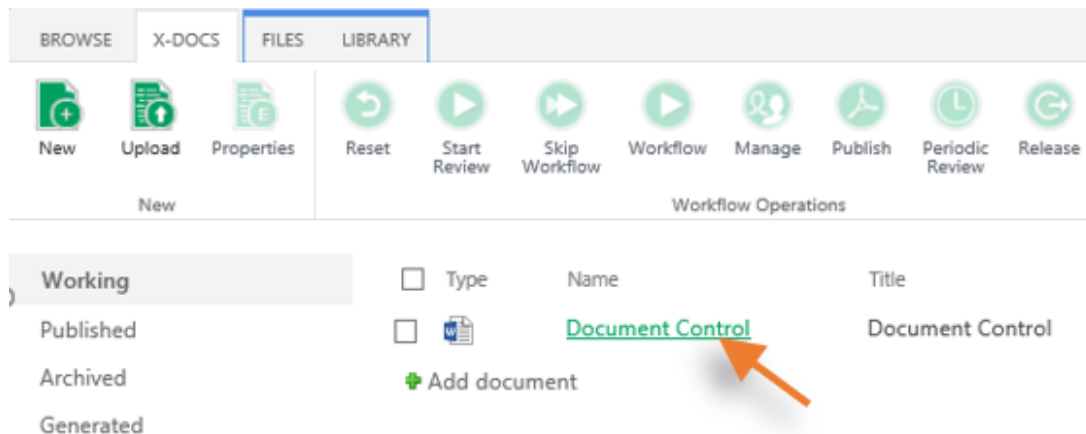 BROWSE X-DOCS FILES LIBRARY
New Upload Properties Reset Start Review Skip Workflow Workflow Manage Publish Periodic Review Release
New Workflow Operations
Working
Published
Archived
Generated
Type Name Title
Document Control Document Control
Add document